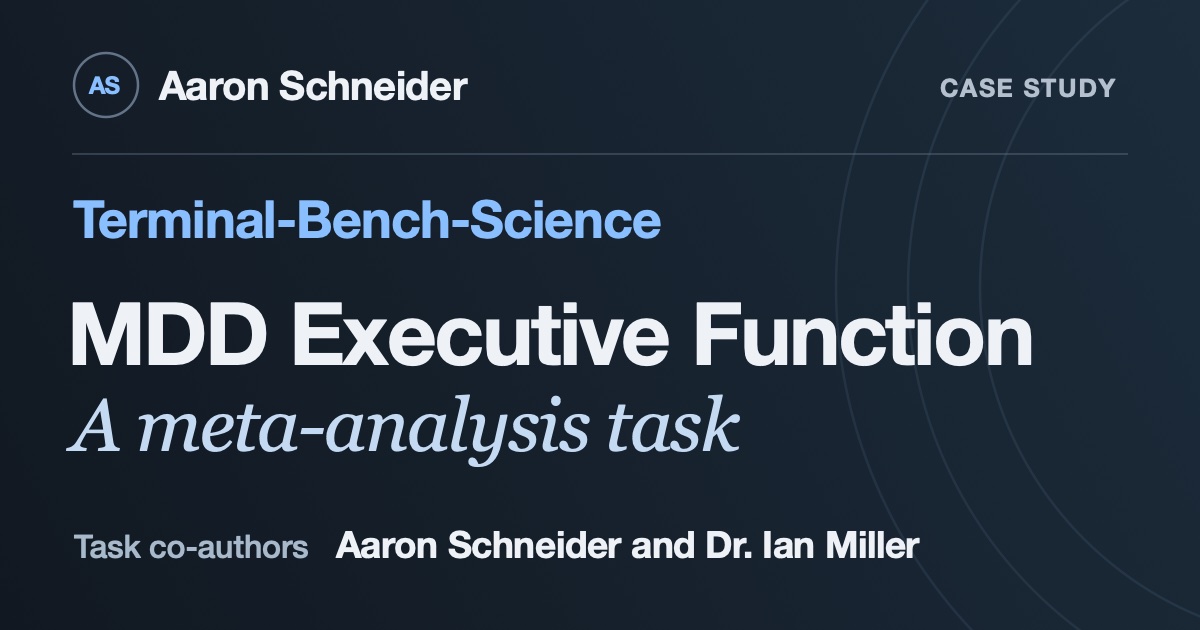 AS Aaron Schneider CASE STUDY
Terminal-Bench-Science
MDD Executive Function
A meta-analysis task
Task co-authors Aaron Schneider and Dr. Ian Miller